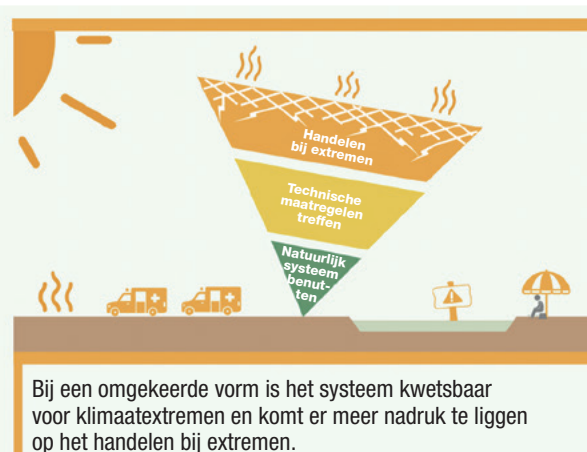 Handelen
bij extremen
Technische
maatregelen
treffen
Natuurlijk
systeem
benut-
ten
Bij een omgekeerde vorm is het systeem kwetsbaar
voor klimaatextremen en komt er meer nadruk te liggen
op het handelen bij extremen.